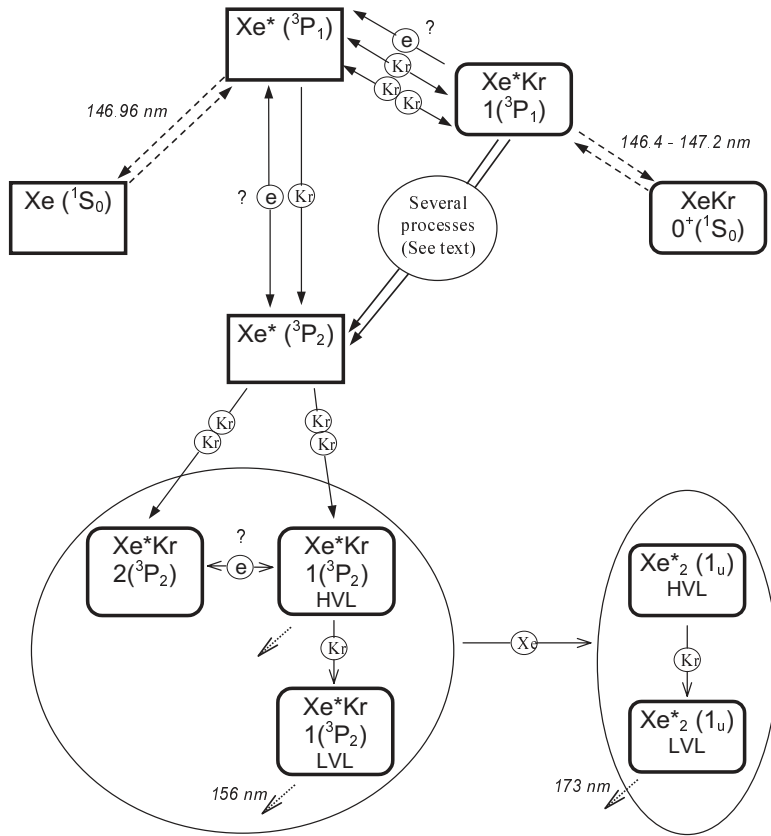 Xe* (³P₁)
?
e
Kr
Kr
Kr
Xe*Kr
1(³P₁)
146.96 nm
146.4 - 147.2 nm
Xe (¹S₀)
? e
Kr
Several
processes
(See text)
XeKr
0⁺(¹S₀)
Xe* (³P₂)
Kr
Kr
Kr
Kr
Xe*Kr
2(³P₂)
?
e
Xe*Kr
1(³P₂)
HVL
Kr
Xe*Kr
1(³P₂)
LVL
156 nm
Xe
Xe*₂ (1ᵤ)
HVL
Kr
Xe*₂ (1ᵤ)
LVL
173 nm